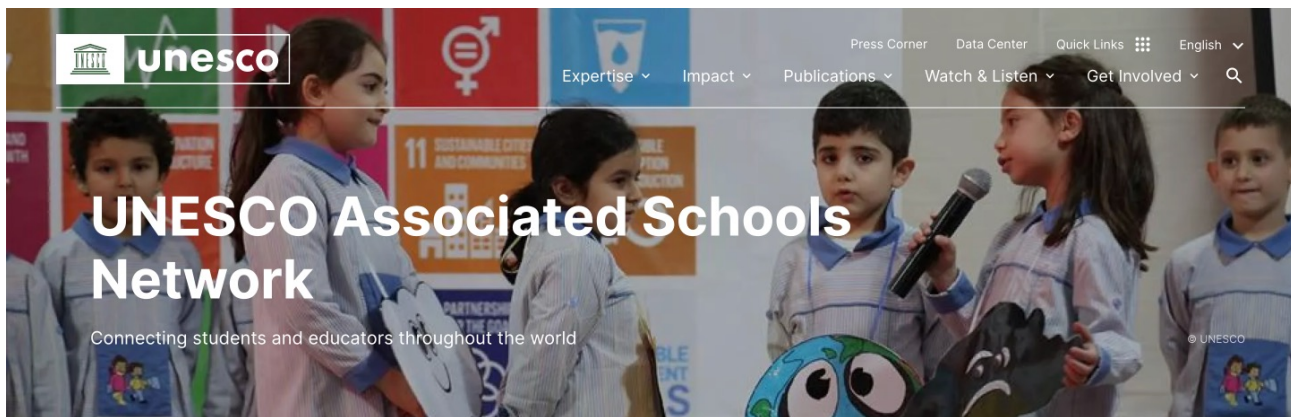 unesco
Press Corner Data Center Quick Links English
Expertise Impact Publications Watch & Listen Get Involved
11 SUSTAINABLE CITIES
AND COMMUNITIES
UNESCO Associated Schools
Network
Connecting students and educators throughout the world
© UNESCO